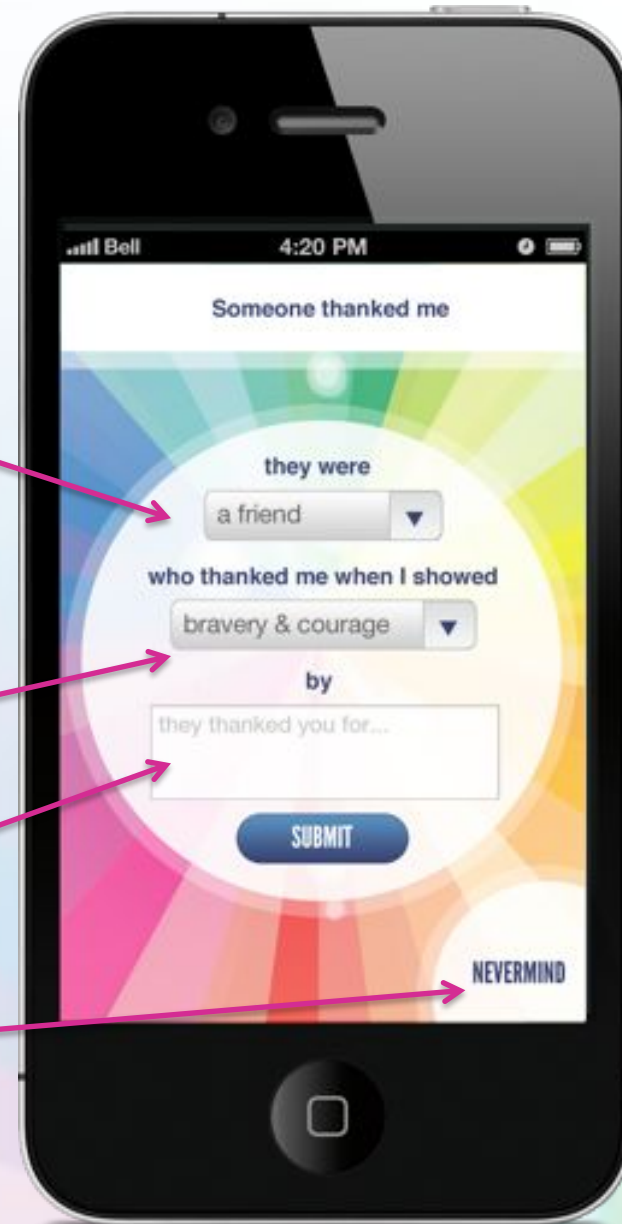 Bell 4:20 PM
Someone thanked me
they were
a friend
who thanked me when I showed
bravery & courage
by
they thanked you for...
SUBMIT
NEVERMIND